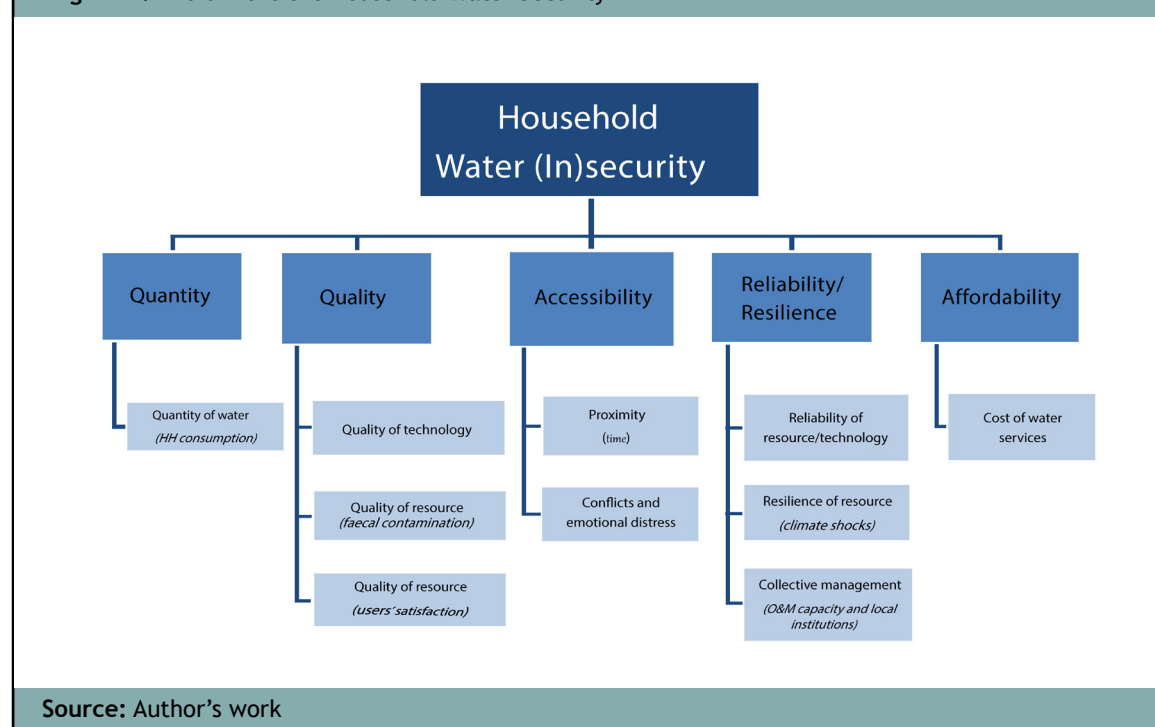 Household
Water (In)security
Quantity
Quality
Accessibility
Reliability/
Resilience
Affordability
Quantity of water
(HH consumption)
Quality of technology
Quality of resource
(faecal contamination)
Quality of resource
(users´satisfaction)
Proximity
(time)
Conflicts and
emotional distress
Reliability of
resource/technology
Resilience of resource
(climate shocks)
Collective management
(O&M capacity and local
institutions)
Cost of water
services
Source: Author’s work